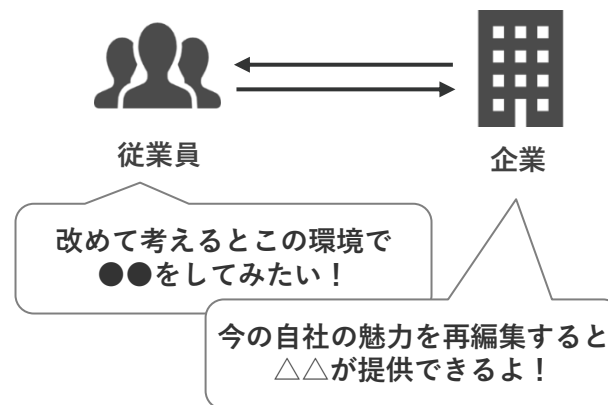 従業員
企業
改めて考えるとこの環境で
●●をしてみたい！
今の自社の魅力を再編集すると
△△が提供できるよ！